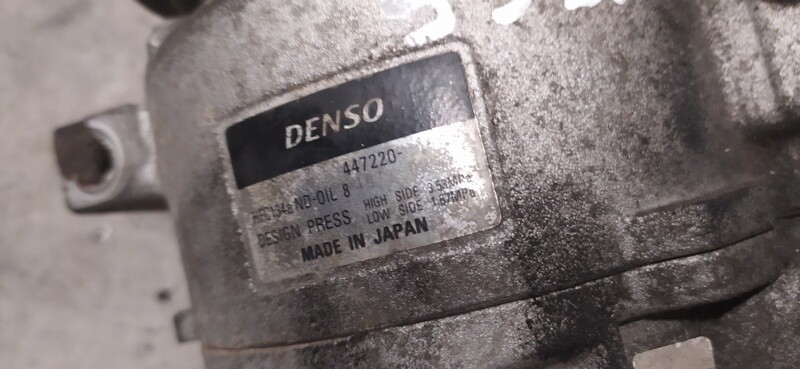 DENSO
447220-
HFC134a ND-OIL 8
DESIGN PRESS HIGH SIDE 3.53MPa
LOW SIDE 1.67MPa
MADE IN JAPAN